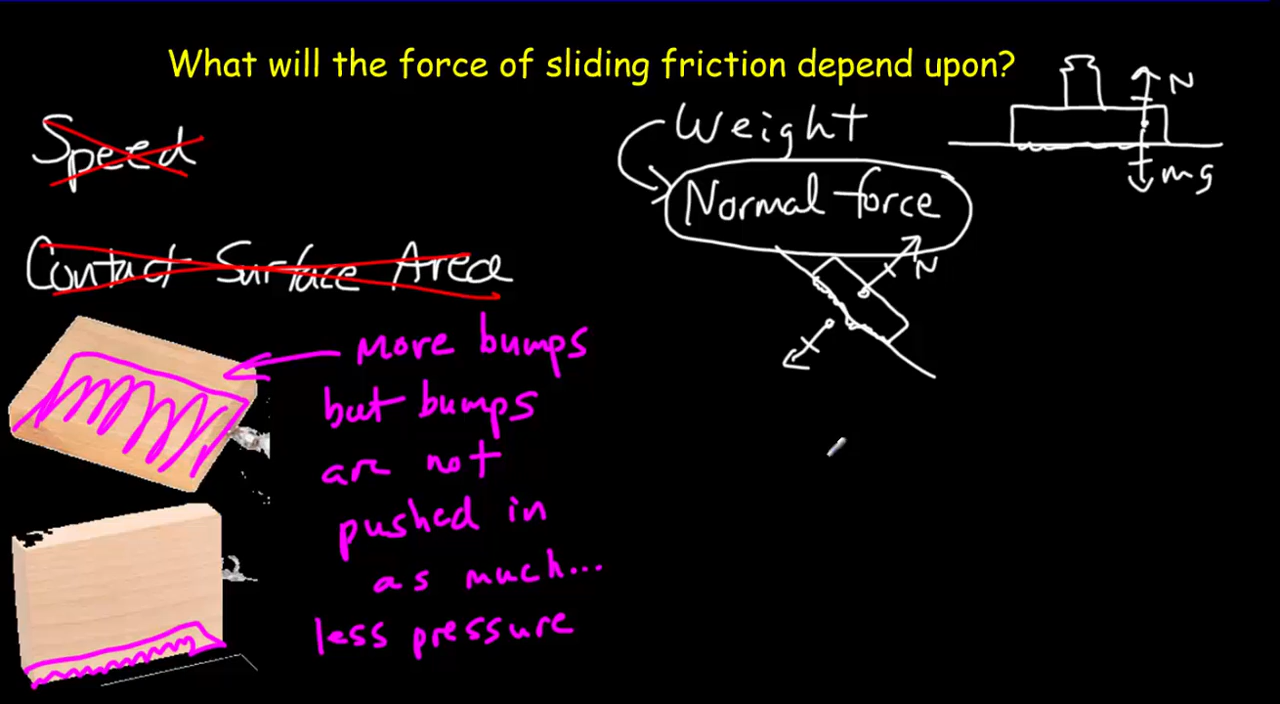 What will the force of sliding friction depend upon?
Speed
Contact Surface Area
More bumps
but bumps
are not
pushed in
as much...
less pressure
Weight
Normal force
N
N
mg